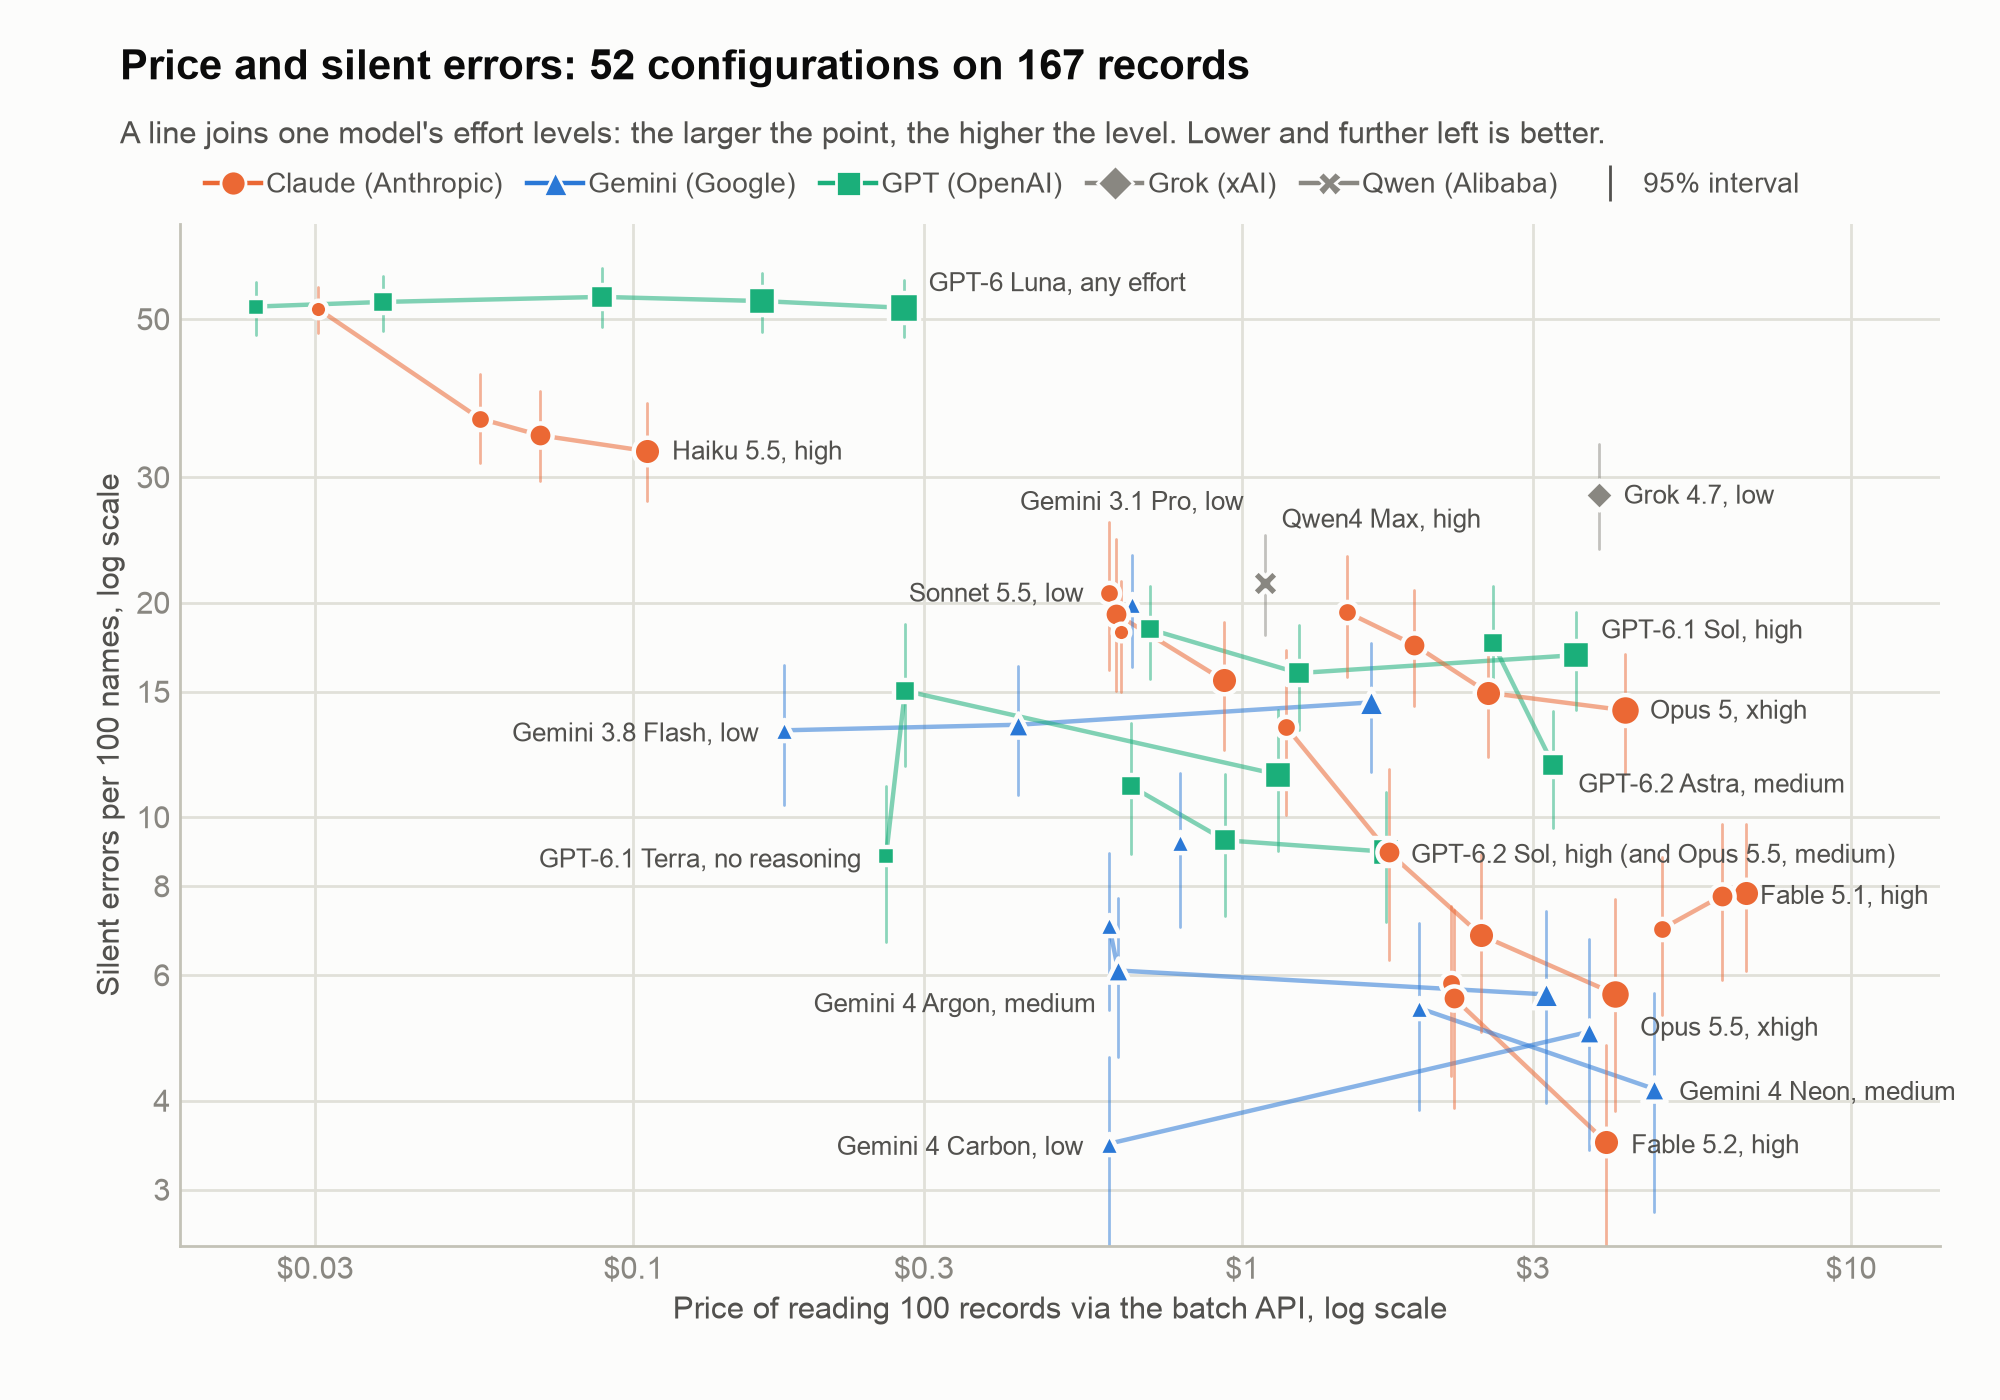 Price and silent errors: 52 configurations on 167 records
A line joins one model's effort levels: the larger the point, the higher the level. Lower and further left is better.
Claude (Anthropic) Gemini (Google) GPT (OpenAI) Grok (xAI) Qwen (Alibaba) 95% interval
GPT-6 Luna, any effort
50
Haiku 5.5, high
30
Grok 4.7, low
Gemini 3.1 Pro, low
Qwen4 Max, high
Sonnet 5.5, low
20
GPT-6.1 Sol, high
15
Opus 5, xhigh
Gemini 3.8 Flash, low
GPT-6.2 Astra, medium
10
GPT-6.1 Terra, no reasoning
GPT-6.2 Sol, high (and Opus 5.5, medium)
8
Fable 5.1, high
6
Gemini 4 Argon, medium
Opus 5.5, xhigh
Gemini 4 Neon, medium
4
Gemini 4 Carbon, low
Fable 5.2, high
3
Silent errors per 100 names, log scale
$0.03 $0.1 $0.3 $1 $3 $10
Price of reading 100 records via the batch API, log scale